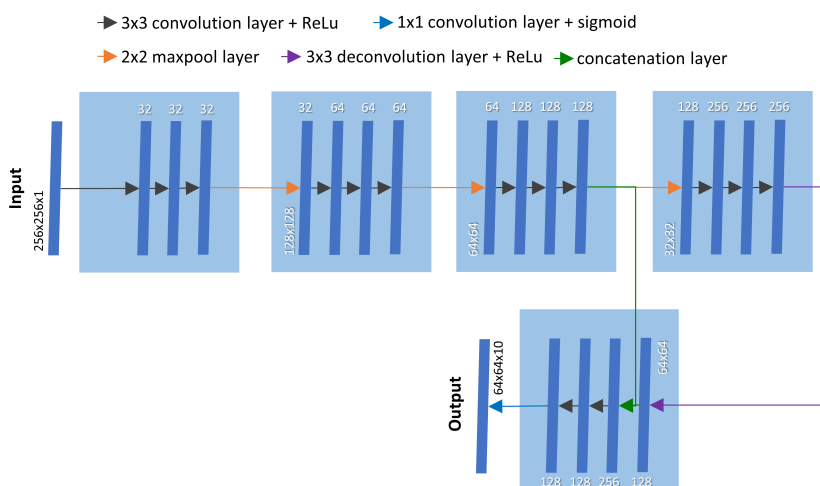 3x3 convolution layer + ReLu
1x1 convolution layer + sigmoid
2x2 maxpool layer
3x3 deconvolution layer + ReLu
concatenation layer
Input
256x256x1
32 32 32
32 64 64 64
128x128
64 128 128 128
64x64
128 256 256 256
32x32
Output
64x64x10
64x64
128 128 256 128